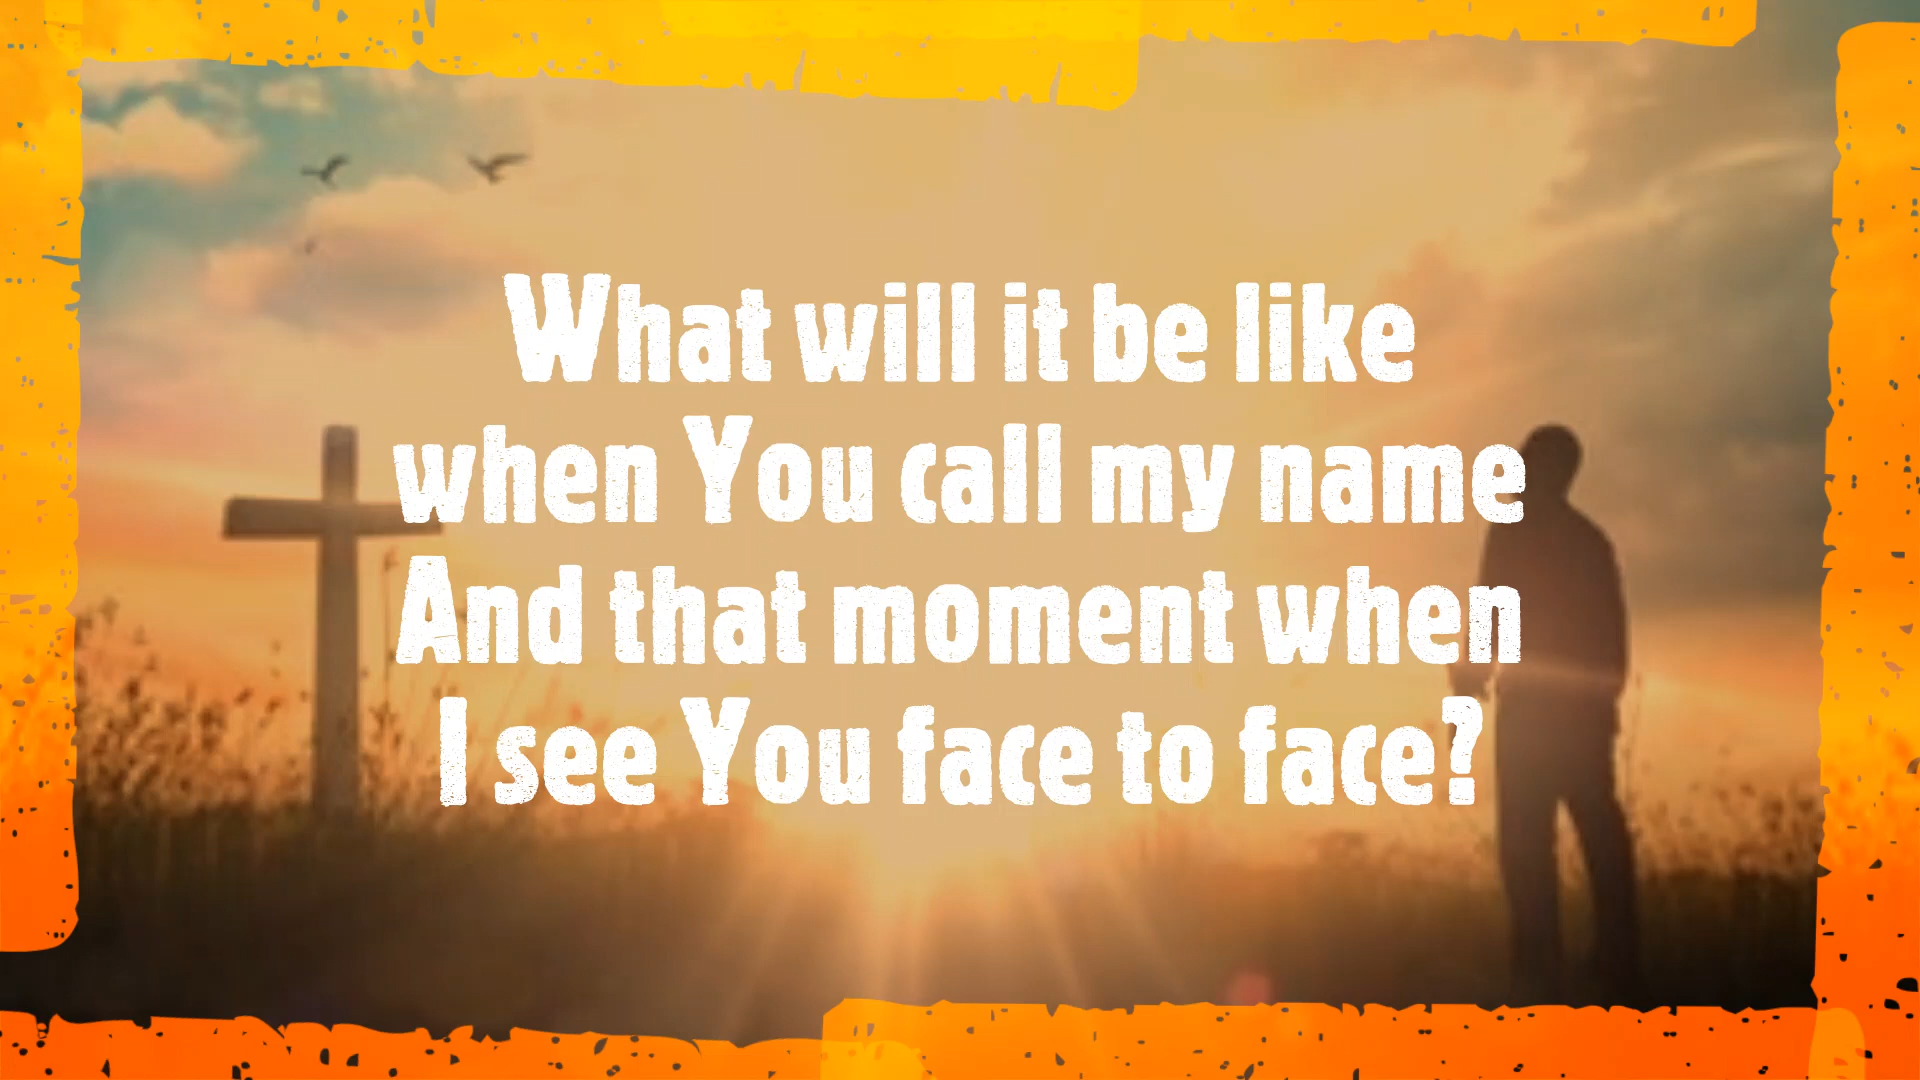 What will it be like
when You call my name
And that moment when
I see You face to face?